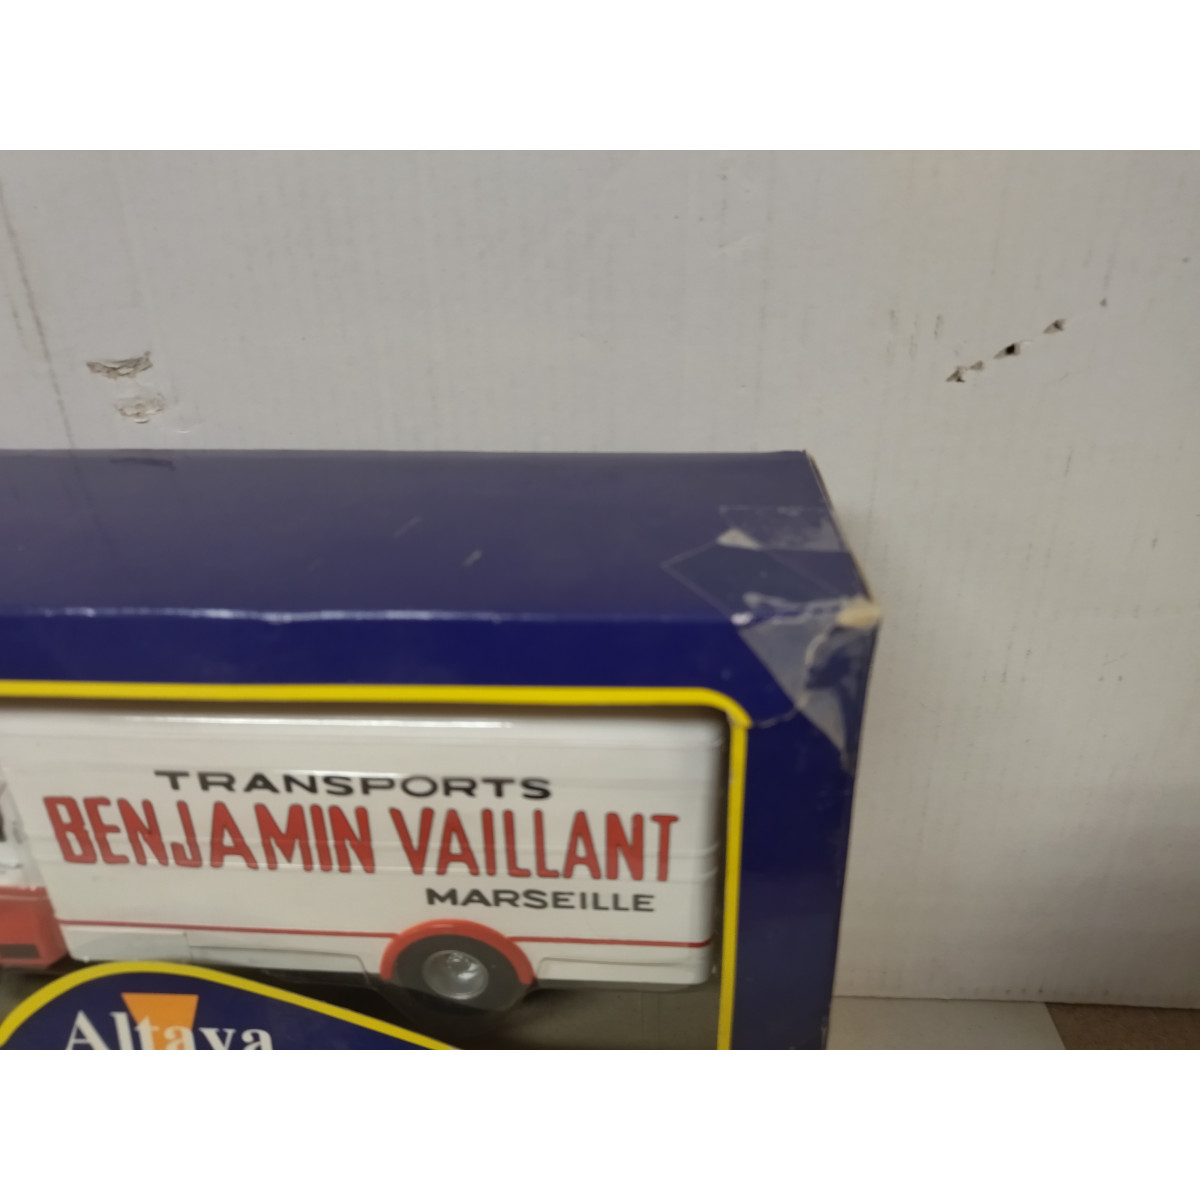 TRANSPORTS
BENJAMIN VAILLANT
MARSEILLE
Altaya